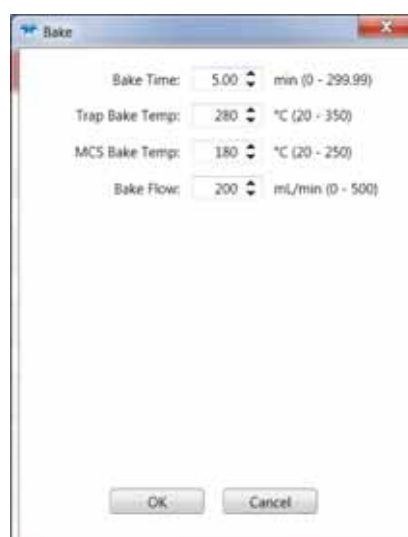 Bake
Bake Time: 5.00 min (0 - 299.99)
Trap Bake Temp: 280 °C (20 - 350)
MCS Bake Temp: 180 °C (20 - 250)
Bake Flow: 200 mL/min (0 - 500)
OK Cancel